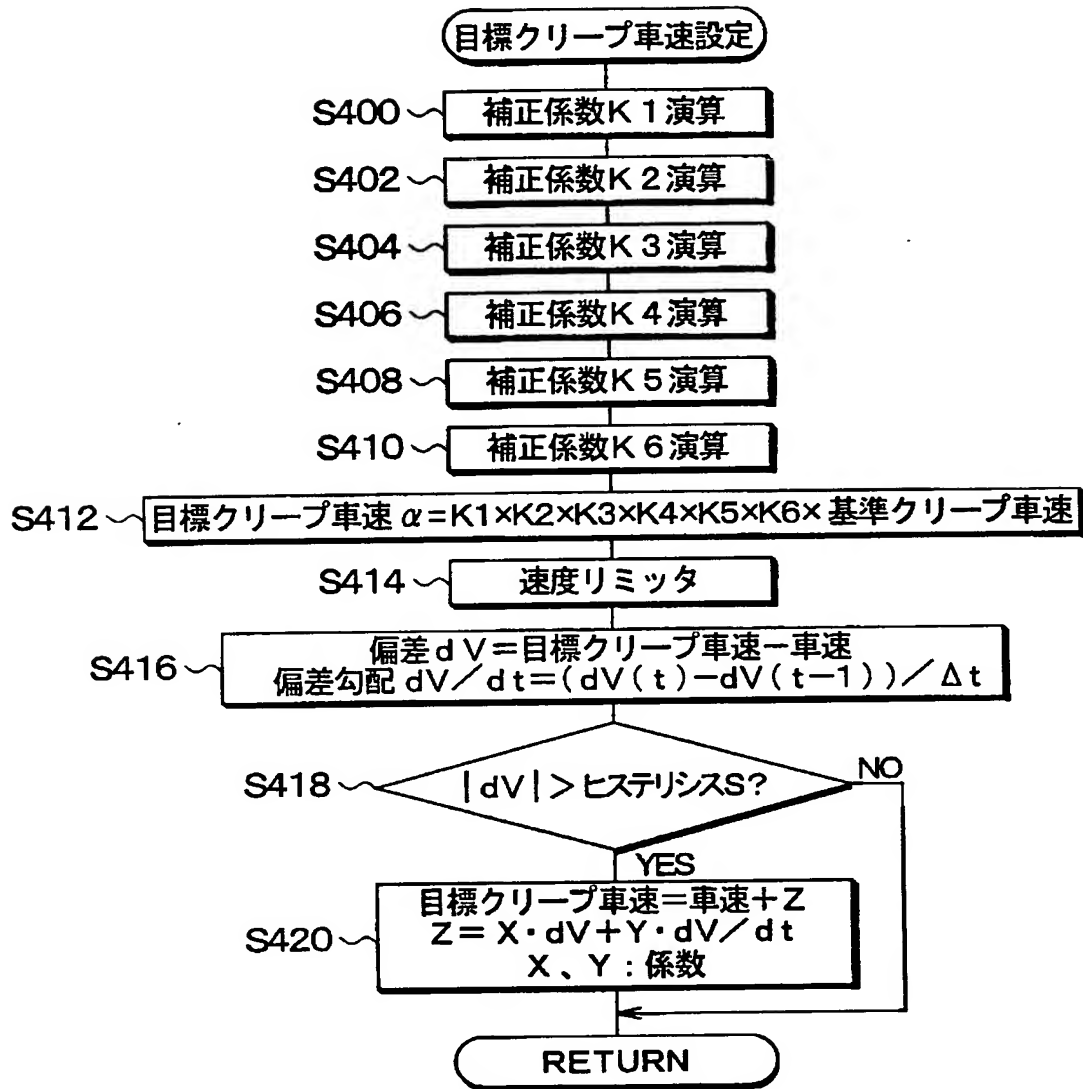 目標クリープ車速設定
S400
補正係数K1演算
S402
補正係数K2演算
S404
補正係数K3演算
S406
補正係数K4演算
S408
補正係数K5演算
S410
補正係数K6演算
S412
目標クリープ車速 α=K1×K2×K3×K4×K5×K6×基準クリープ車速
S414
速度リミッタ
S416
偏差dV=目標クリープ車速−車速
偏差勾配 dV/dt=(dV(t)−dV(t−1))/Δt
S418
|dV|>ヒステリシスS?
NO
YES
S420
目標クリープ車速=車速+Z
Z=X・dV+Y・dV/dt
X、Y:係数
RETURN